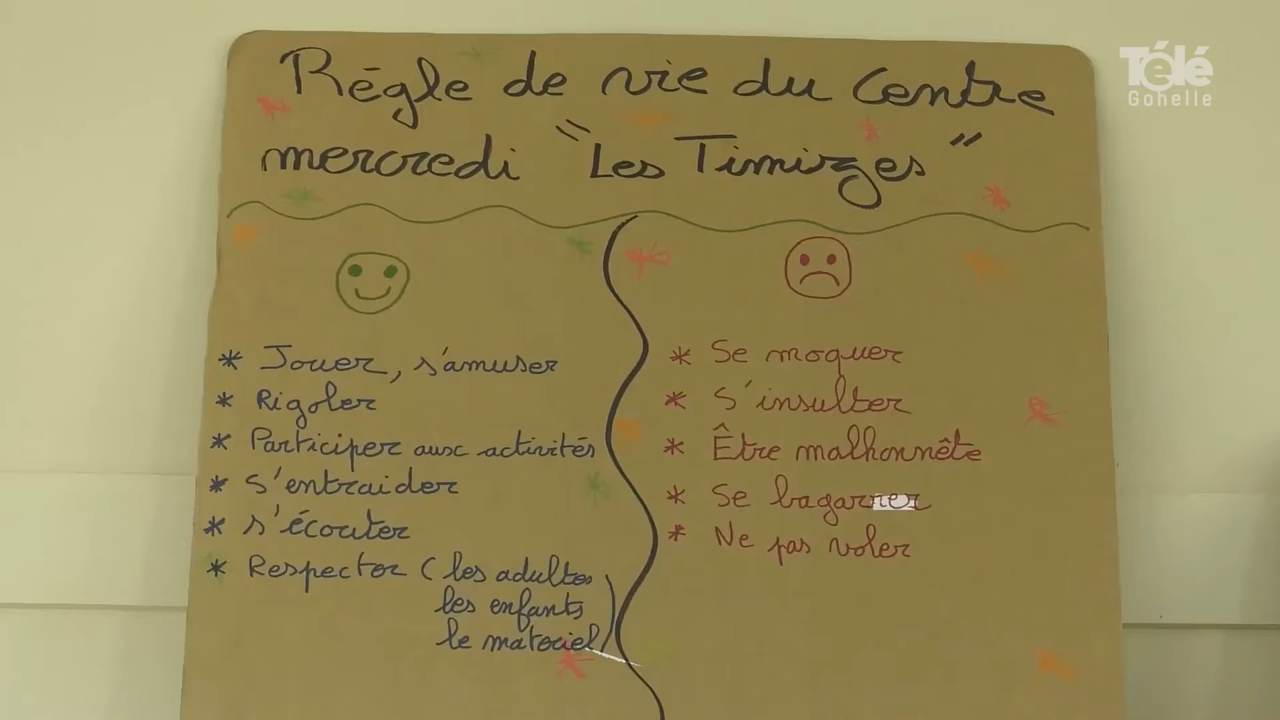 Télé
Gohelle
Régle de vie du Centre
mercredi "Les Timizges"
* Jouer, s'amuser
* Rigoler
* Participer aux activités
* S'entraider
* S'écouter
* Respecter ( les adultes
les enfants
le matériel)
* Se moquer
* S'insulter
* Être malhonnête
* Se bagarrer
* Ne pas voler